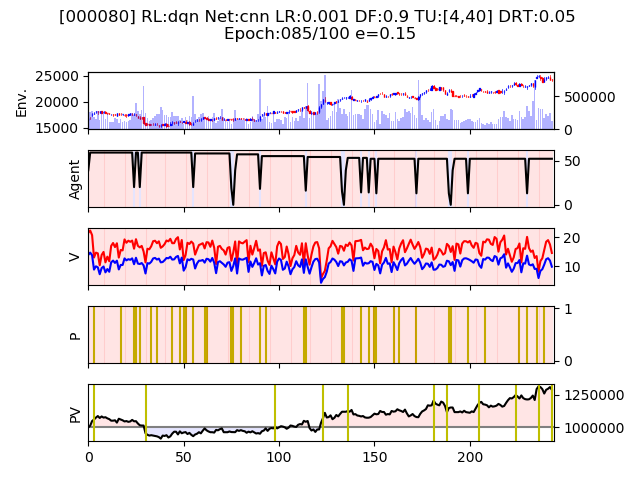 [000080] RL:dqn Net:cnn LR:0.001 DF:0.9 TU:[4,40] DRT:0.05
Epoch:085/100 e=0.15
Env.
25000
20000
15000
500000
0
Agent
50
0
V
20
10
P
1
0
PV
1250000
1000000
0 50 100 150 200